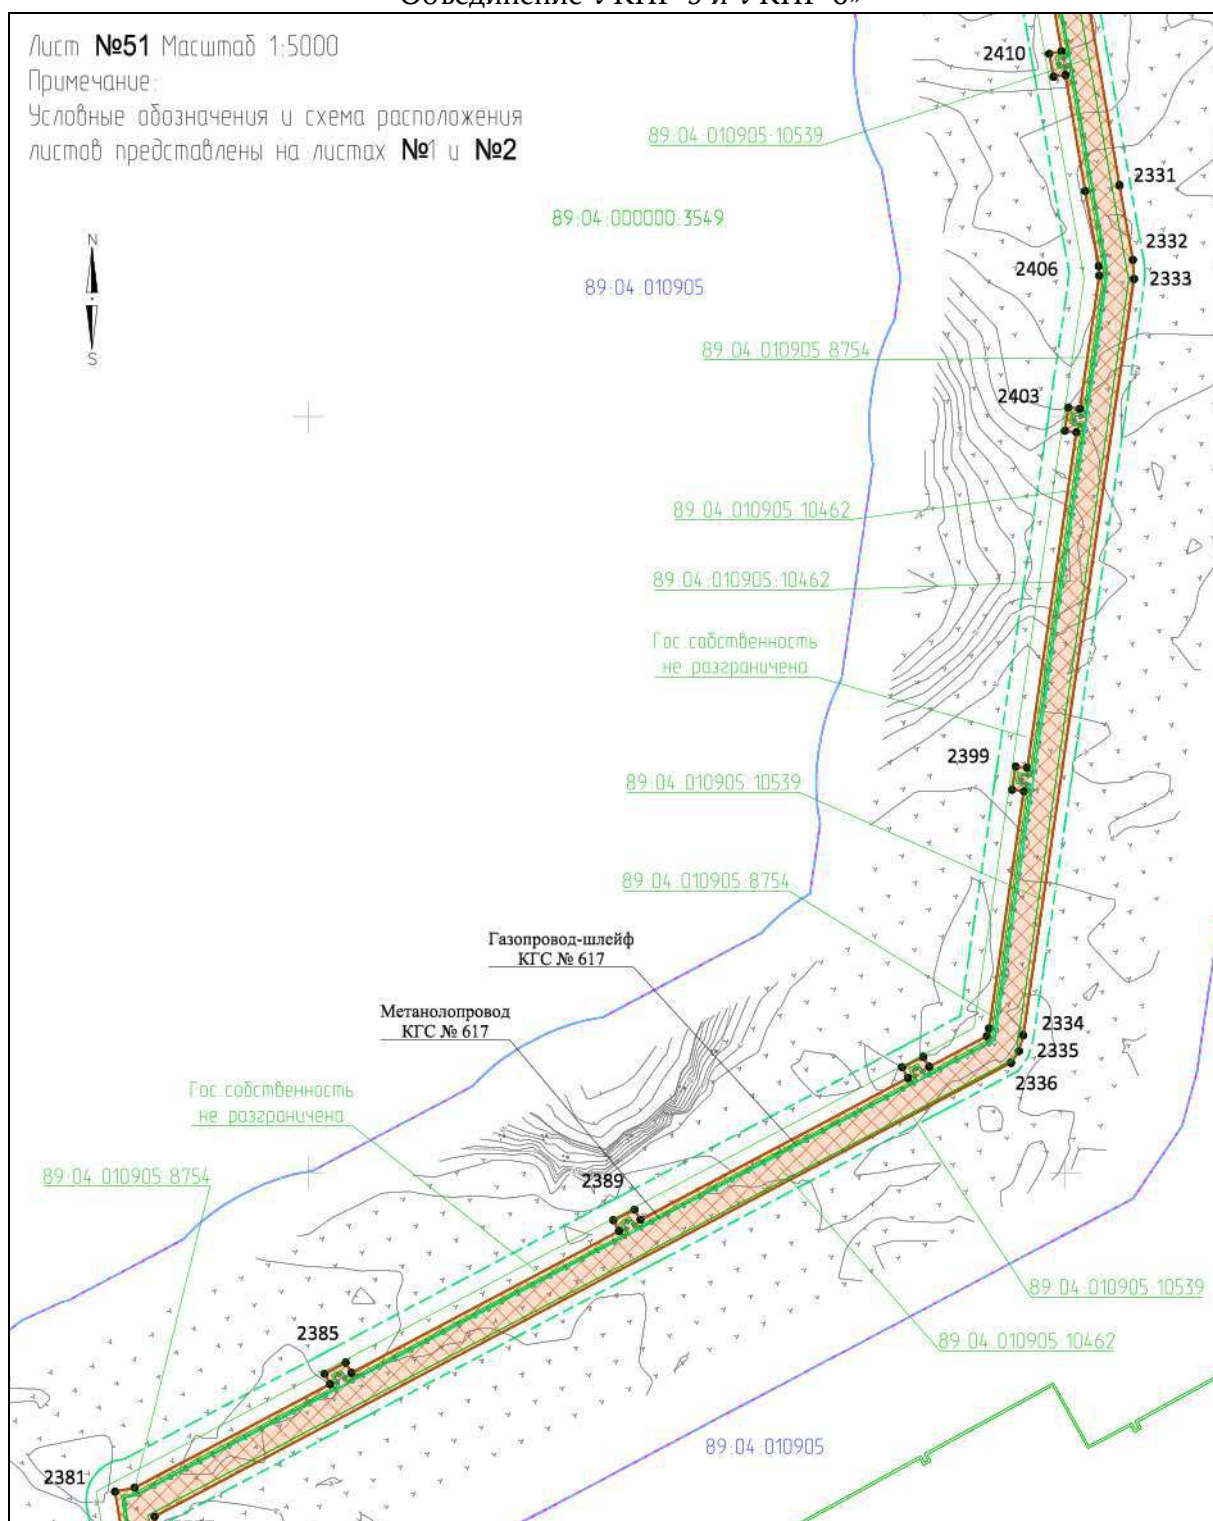 Объединение УКПГ-5 и УКПГ-8»
Лист №51 Масштаб 1:5000
Примечание:
Условные обозначения и схема расположения
листов представлены на листах №1 и №2
N
S
2410
89:04:010905:10539
2331
89:04:000000:3549
2332
2406
2333
89:04:010905
89:04:010905:8754
2403
89:04:010905:10462
89:04:010905:10462
Гос.собственность
не разграничена
2399
89:04:010905:10539
89:04:010905:8754
Газопровод-шлейф
КГС № 617
Метанолопровод
КГС № 617
2334
2335
2336
Гос.собственность
не разграничена
89:04:010905:8754
2389
89:04:010905:10539
89:04:010905:10462
2385
89:04:010905
2381